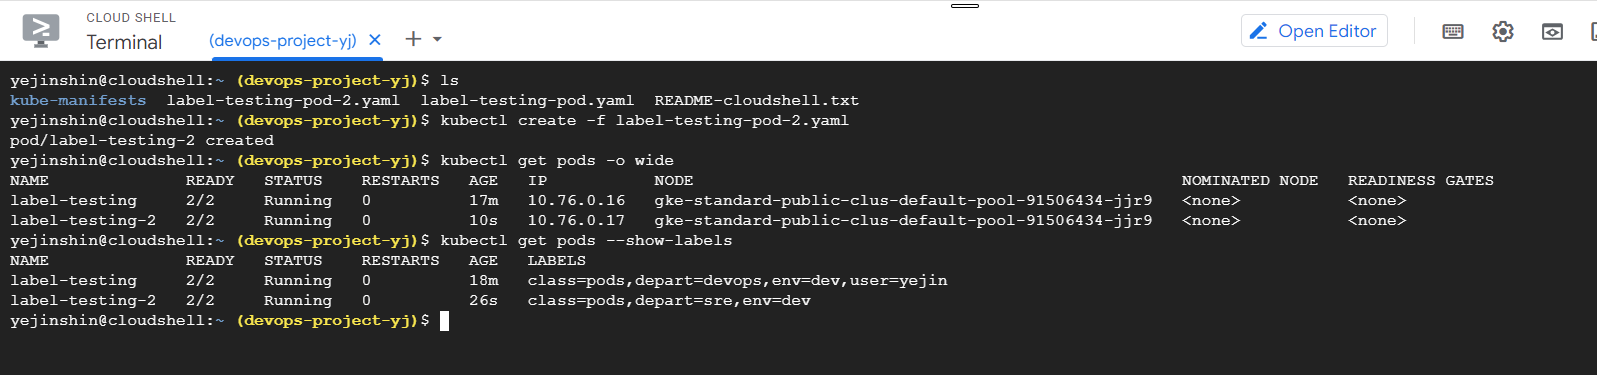 CLOUD SHELL
Terminal
(devops-project-yj)
Open Editor
yejinshin@cloudshell:~ (devops-project-yj)$ ls
kube-manifests  label-testing-pod-2.yaml  label-testing-pod.yaml  README-cloudshell.txt
yejinshin@cloudshell:~ (devops-project-yj)$ kubectl create -f label-testing-pod-2.yaml
pod/label-testing-2 created
yejinshin@cloudshell:~ (devops-project-yj)$ kubectl get pods -o wide
NAME              READY   STATUS    RESTARTS   AGE   IP           NODE                                                  NOMINATED NODE   READINESS GATES
label-testing     2/2     Running   0          17m   10.76.0.16   gke-standard-public-clus-default-pool-91506434-jjr9   <none>           <none>
label-testing-2   2/2     Running   0          10s   10.76.0.17   gke-standard-public-clus-default-pool-91506434-jjr9   <none>           <none>
yejinshin@cloudshell:~ (devops-project-yj)$ kubectl get pods --show-labels
NAME              READY   STATUS    RESTARTS   AGE   LABELS
label-testing     2/2     Running   0          18m   class=pods,depart=devops,env=dev,user=yejin
label-testing-2   2/2     Running   0          26s   class=pods,depart=sre,env=dev
yejinshin@cloudshell:~ (devops-project-yj)$